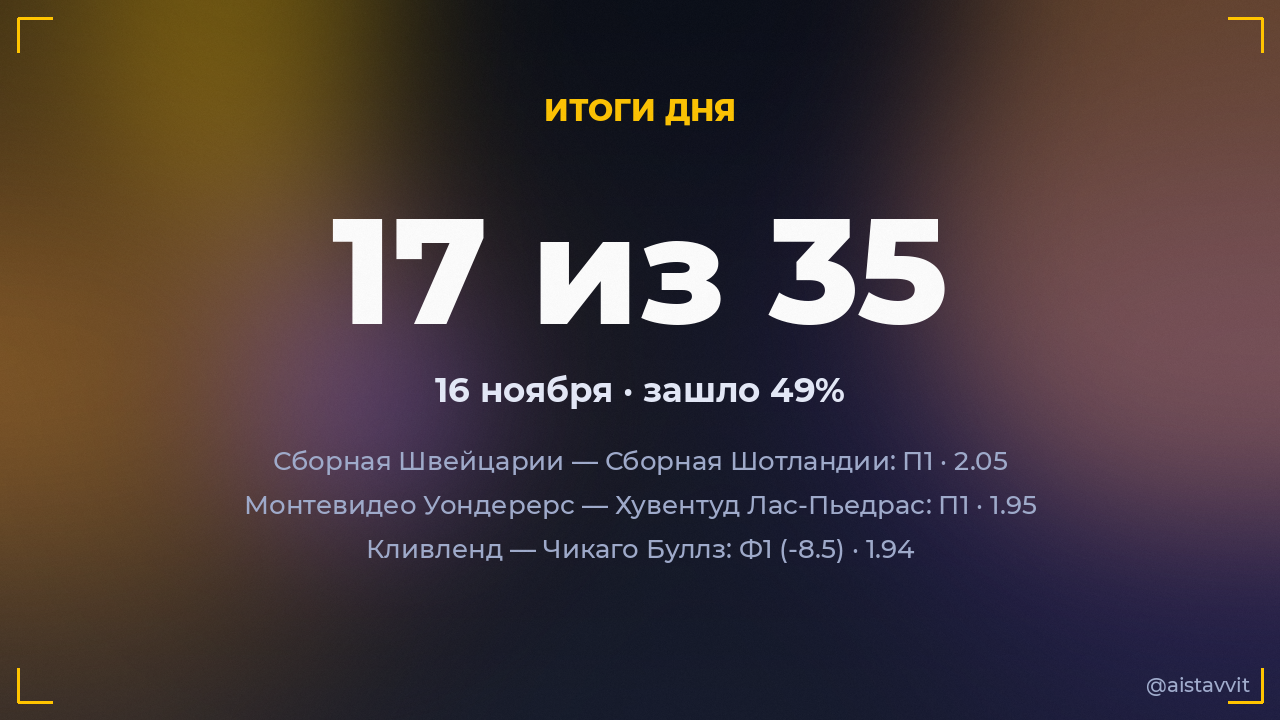 ИТОГИ ДНЯ
17 из 35
16 ноября · зашло 49%
Сборная Швейцарии — Сборная Шотландии: П1 · 2.05
Монтевидео Уондерерс — Хувентуд Лас-Пьедрас: П1 · 1.95
Кливленд — Чикаго Буллз: Ф1 (-8.5) · 1.94
@aistavvit